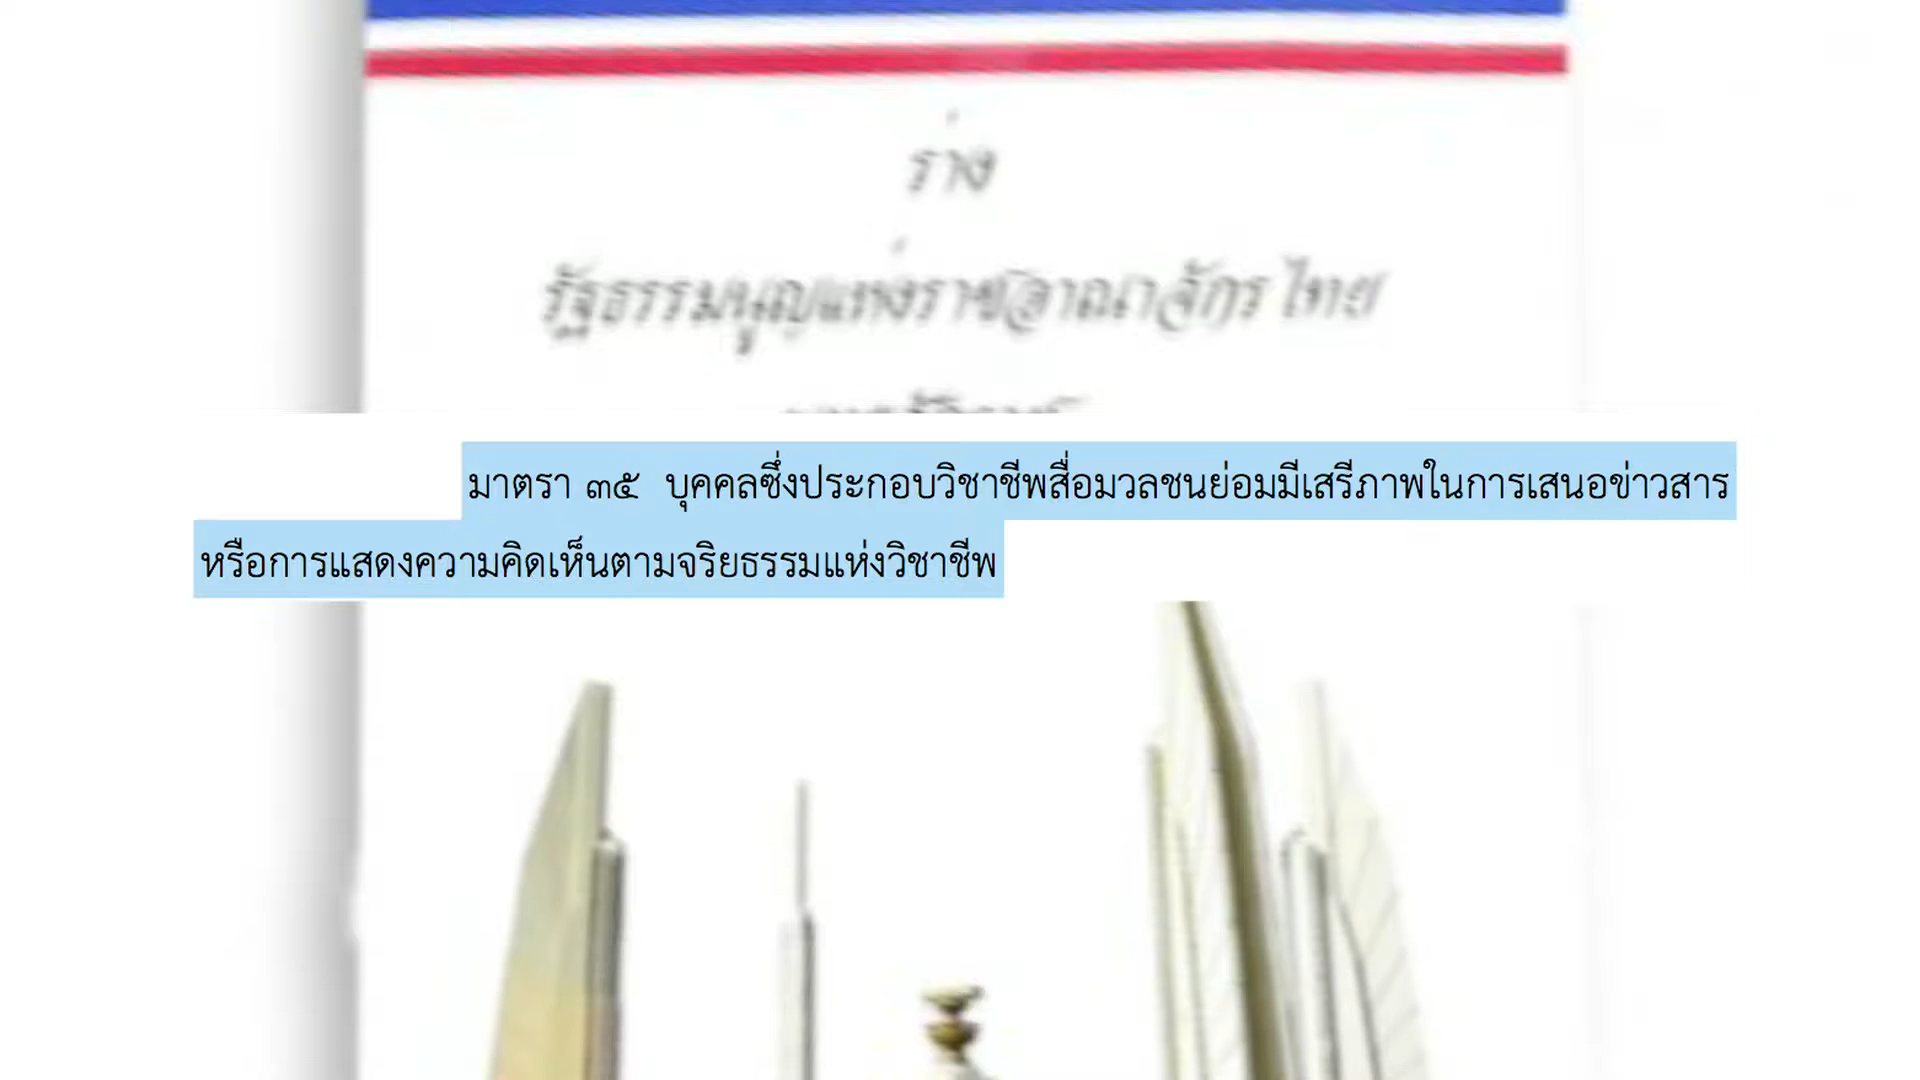 ร่าง
รัฐธรรมนูญแห่งราชอาณาจักรไทย
มาตรา ๓๕  บุคคลซึ่งประกอบวิชาชีพสื่อมวลชนย่อมมีเสรีภาพในการเสนอข่าวสาร
หรือการแสดงความคิดเห็นตามจริยธรรมแห่งวิชาชีพ